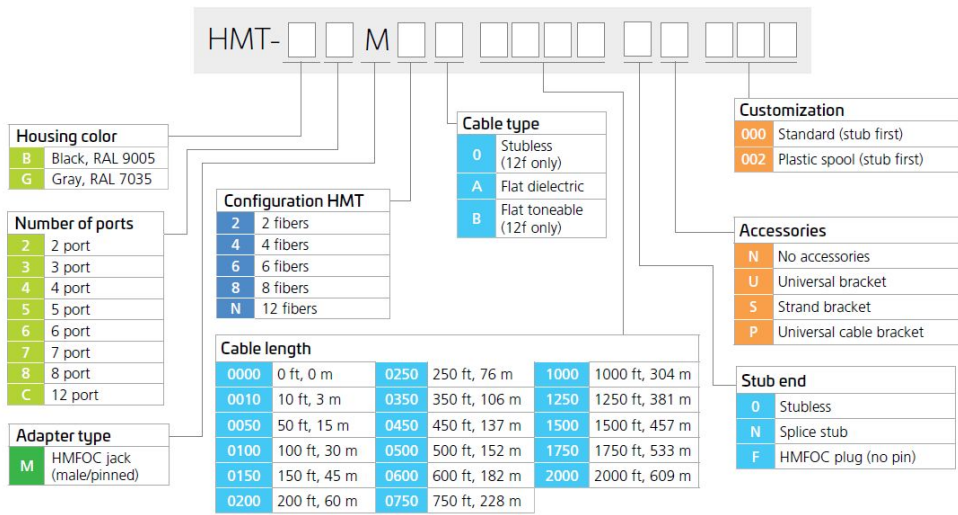 HMT- M
Housing color
B Black, RAL 9005
G Gray, RAL 7035
Number of ports
2 2 port
3 3 port
4 4 port
5 5 port
6 6 port
7 7 port
8 8 port
C 12 port
Adapter type
M HMFOC jack
(male/pinned)
Configuration HMT
2 2 fibers
4 4 fibers
6 6 fibers
8 8 fibers
N 12 fibers
Cable type
0 Stubless
(12f only)
A Flat dielectric
B Flat toneable
(12f only)
Cable length
0000 0 ft, 0 m 0250 250 ft, 76 m 1000 1000 ft, 304 m
0010 10 ft, 3 m 0350 350 ft, 106 m 1250 1250 ft, 381 m
0050 50 ft, 15 m 0450 450 ft, 137 m 1500 1500 ft, 457 m
0100 100 ft, 30 m 0500 500 ft, 152 m 1750 1750 ft, 533 m
0150 150 ft, 45 m 0600 600 ft, 182 m 2000 2000 ft, 609 m
0200 200 ft, 60 m 0750 750 ft, 228 m
Customization
000 Standard (stub first)
002 Plastic spool (stub first)
Accessories
N No accessories
U Universal bracket
S Strand bracket
P Universal cable bracket
Stub end
0 Stubless
N Splice stub
F HMFOC plug (no pin)